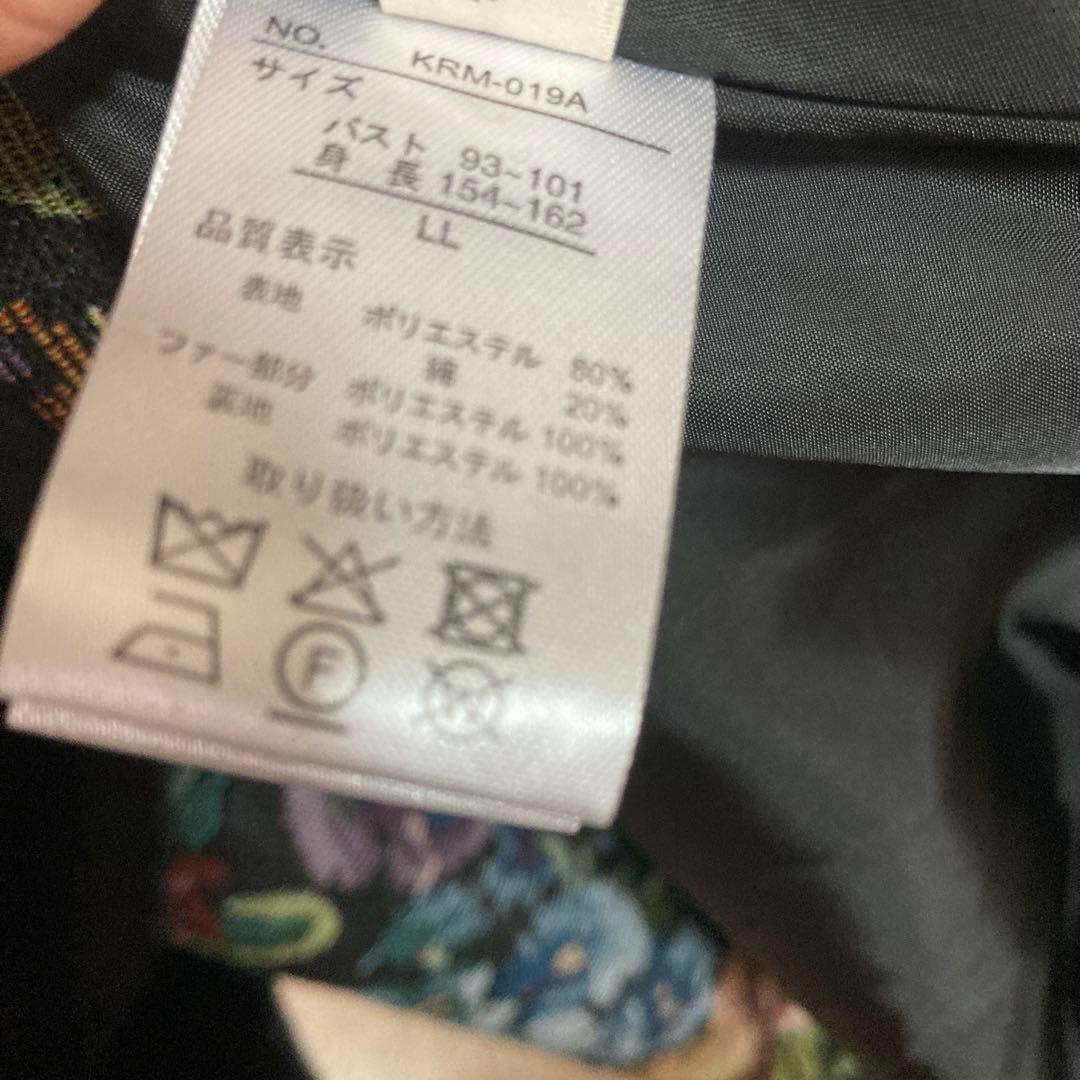 NO. KRM-019A
サイズ
バスト 93~101
身長 154~162
LL
品質表示
表地 ポリエステル 80%
綿 20%
ファー部分 ポリエステル 100%
裏地 ポリエステル 100%
取り扱い方法
F
W